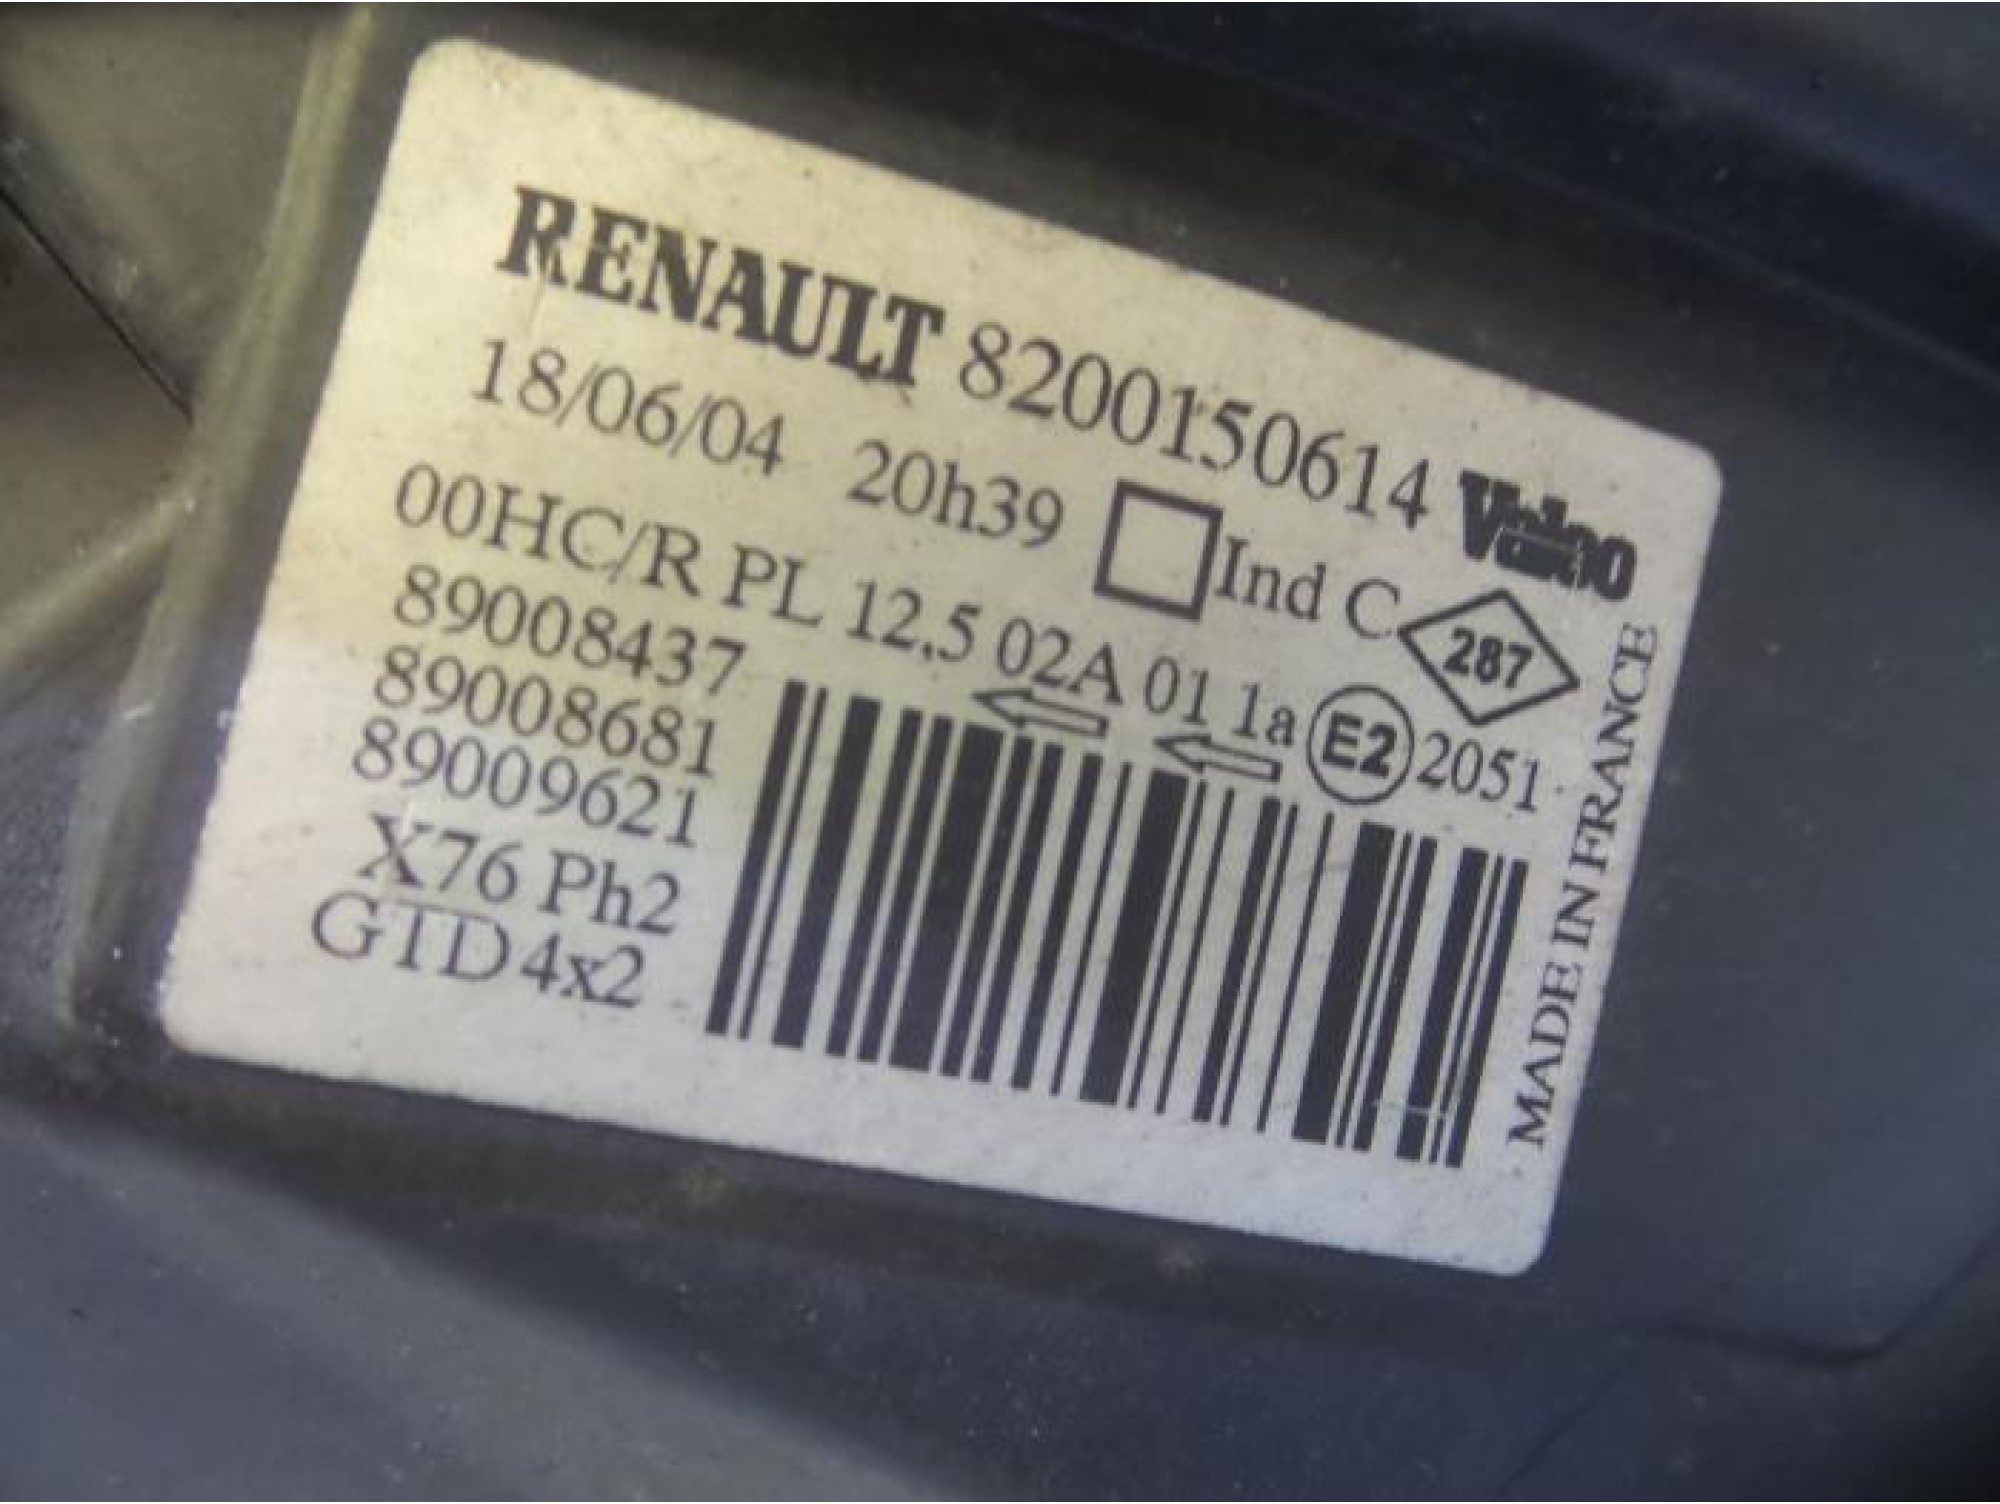 RENAULT 8200150614 Valeo
18/06/04 20h39 Ind C 287
00HC/R PL 12,5 02A 01 1a E2 2051
89008437
89008681
89009621
X76 Ph2
GTD 4x2
MADE IN FRANCE